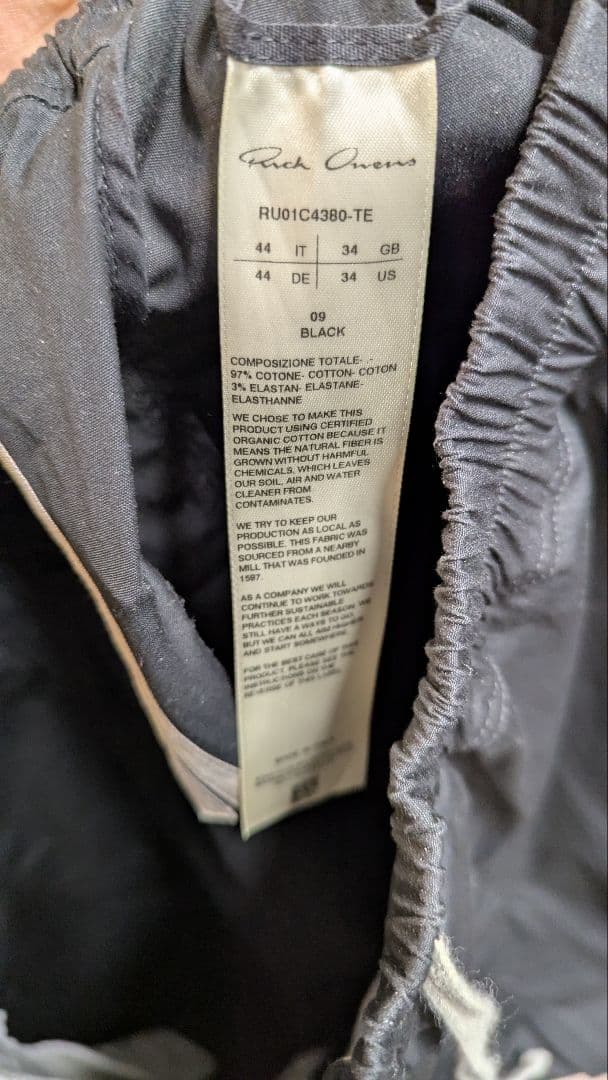 Rick Owens
RU01C4380-TE
44 IT 34 GB
44 DE 34 US
09
BLACK
COMPOSIZIONE TOTALE- .-
97% COTONE- COTTON- COTON
3% ELASTAN- ELASTANE-
ELASTHANNE
WE CHOSE TO MAKE THIS
PRODUCT USING CERTIFIED
ORGANIC COTTON BECAUSE IT
MEANS THE NATURAL FIBER IS
GROWN WITHOUT HARMFUL
CHEMICALS, WHICH LEAVES
OUR SOIL, AIR AND WATER
CLEANER FROM
CONTAMINATES.
WE TRY TO KEEP OUR
PRODUCTION AS LOCAL AS
POSSIBLE. THIS FABRIC WAS
SOURCED FROM A NEARBY
MILL THAT WAS FOUNDED IN
1597.
AS A COMPANY WE WILL
CONTINUE TO WORK TOWARDS
FURTHER SUSTAINABLE
PRACTICES EACH SEASON. WE
STILL HAVE A WAYS TO GO,
BUT WE CAN ALL AIM HIGHER
AND START SOMEWHERE.
FOR THE BEST CARE OF THIS
PRODUCT, PLEASE SEE THE
INSTRUCTIONS ON THE
REVERSE OF THIS LABEL.